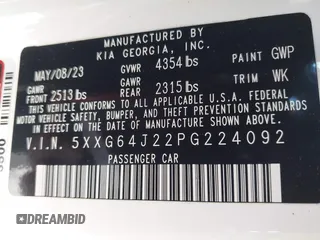 MANUFACTURED BY
KIA GEORGIA, INC.
MAY/08/23 GVWR 4354 lbs PAINT GWP
GAWR FRONT 2513 lbs GAWR REAR 2315 lbs TRIM WK
THIS VEHICLE CONFORMS TO ALL APPLICABLE
FEDERAL MOTOR VEHICLE SAFETY, BUMPER, AND
THEFT PREVENTION STANDARDS IN EFFECT ON
THE DATE OF MANUFACTURE SHOWN ABOVE.
V.I.N. 5XXG64J22PG224092
PASSENGER CAR
DREAMBID